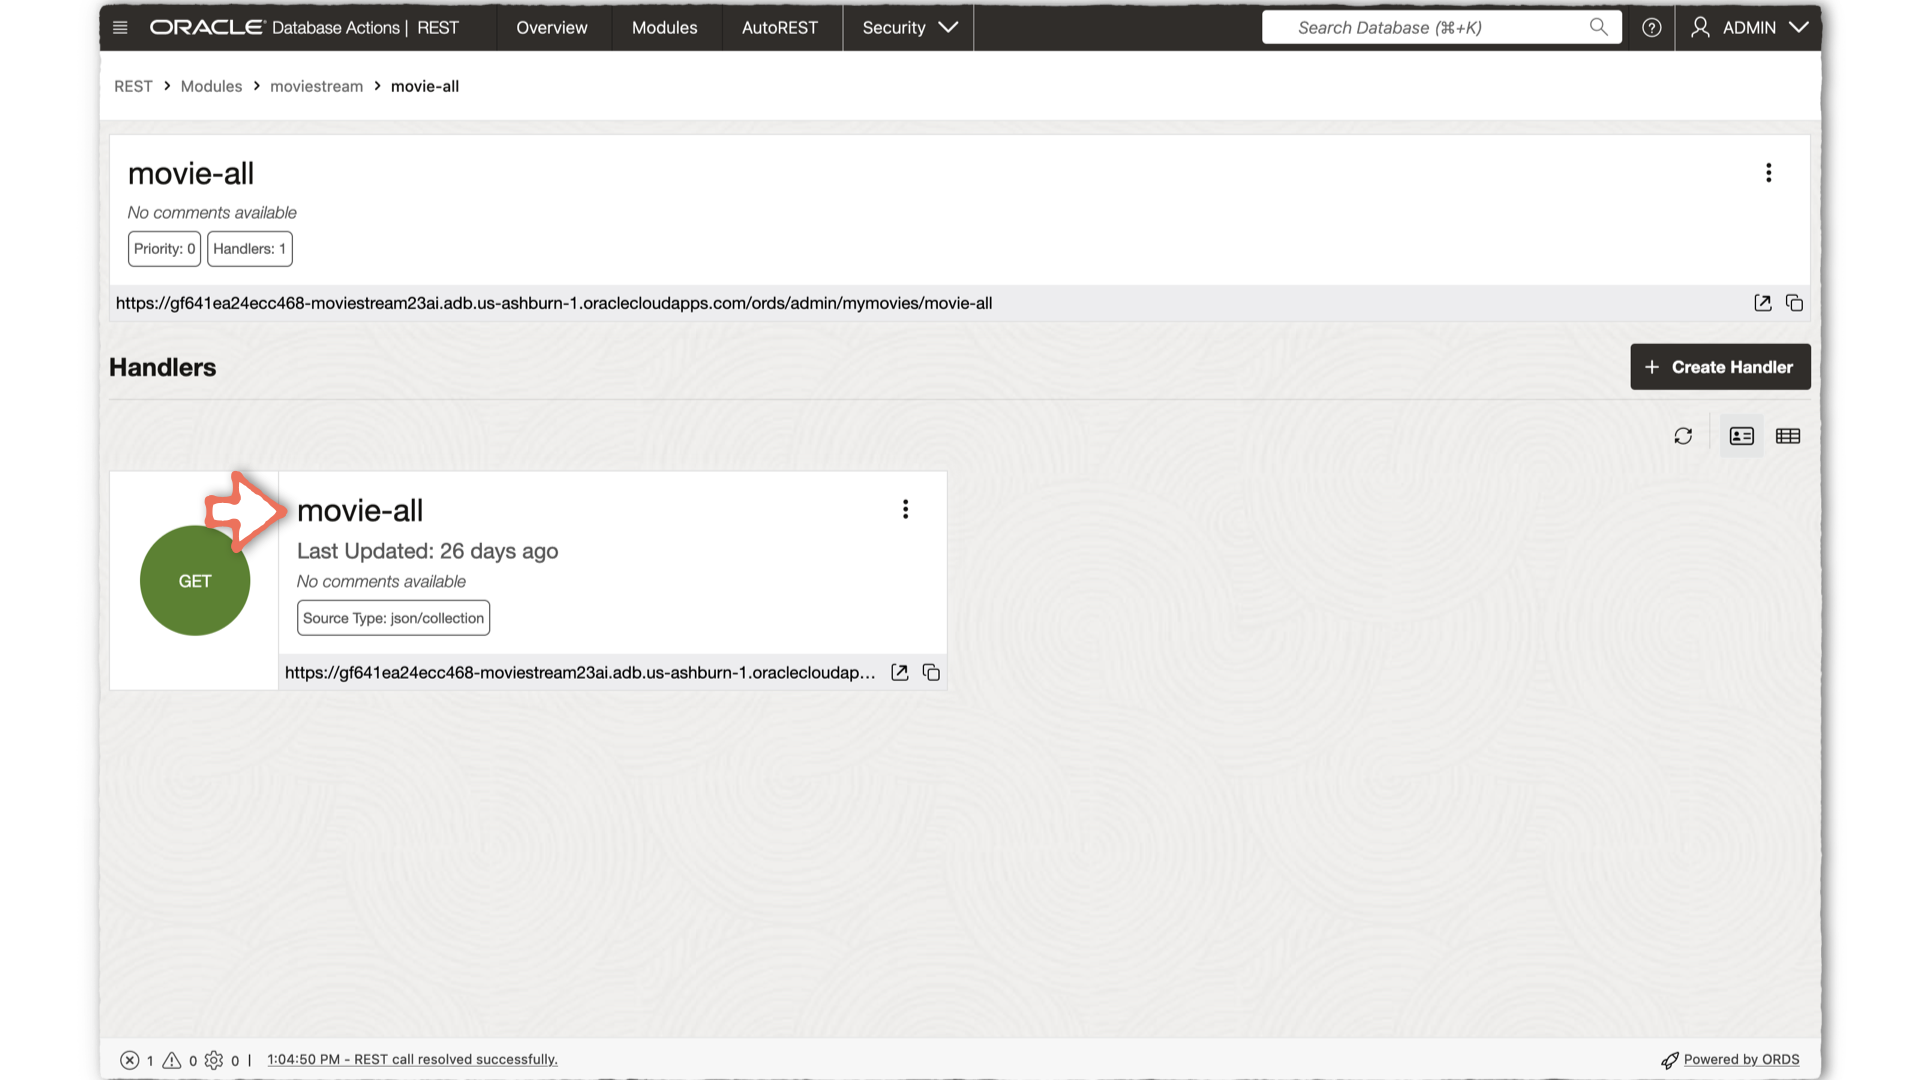 ORACLE Database Actions | REST Overview Modules AutoREST Security Search Database (⌘+K) ADMIN
REST > Modules > moviestream > movie-all
movie-all
No comments available
Priority: 0 Handlers: 1
https://gf641ea24ecc468-moviestream23ai.adb.us-ashburn-1.oraclecloudapps.com/ords/admin/mymovies/movie-all
Handlers
+ Create Handler
movie-all
Last Updated: 26 days ago
No comments available
GET
Source Type: json/collection
https://gf641ea24ecc468-moviestream23ai.adb.us-ashburn-1.oraclecloudap...
1 0 0 | 1:04:50 PM - REST call resolved successfully. Powered by ORDS